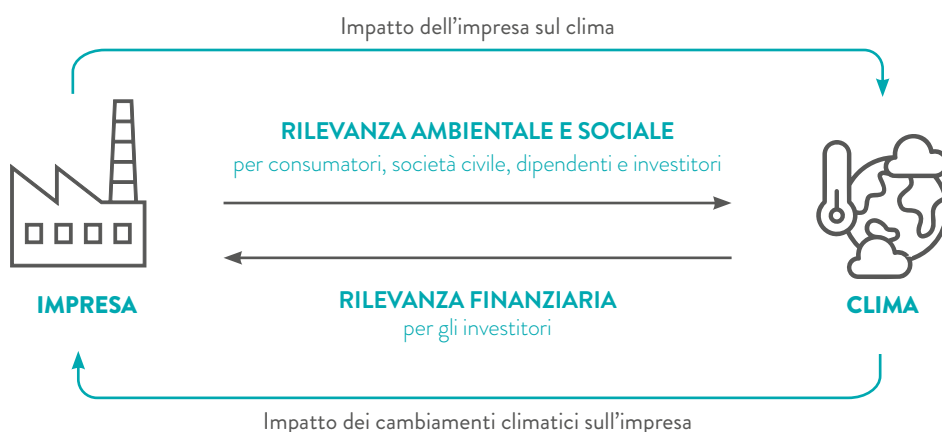 Impatto dell'impresa sul clima
RILEVANZA AMBIENTALE E SOCIALE
per consumatori, società civile, dipendenti e investitori
IMPRESA
RILEVANZA FINANZIARIA
per gli investitori
CLIMA
Impatto dei cambiamenti climatici sull'impresa